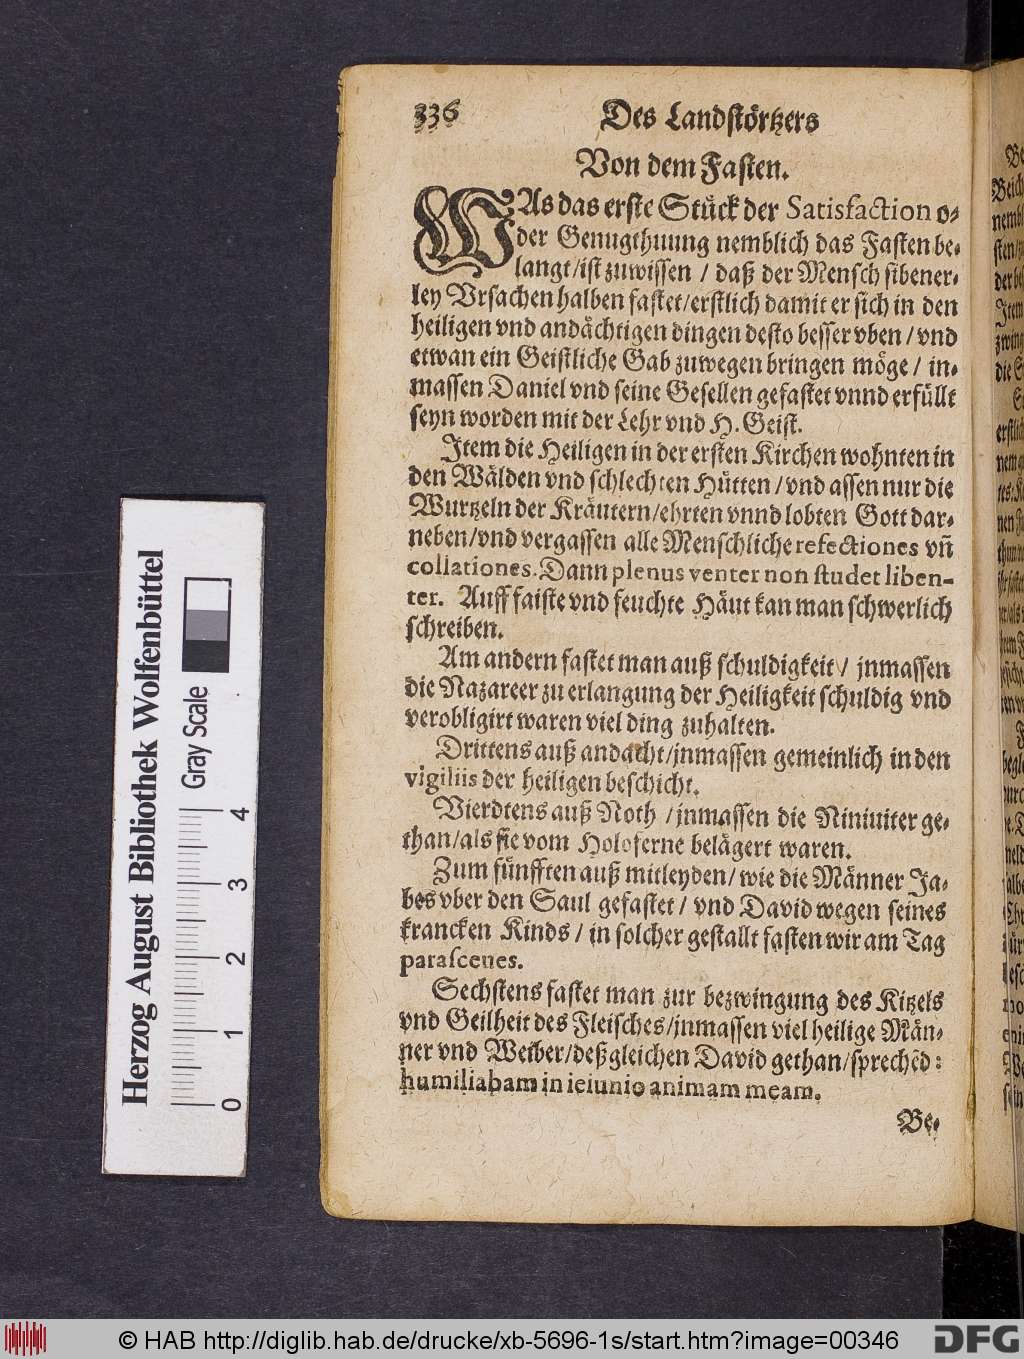 336
Des Landstörtzers
Von dem Fasten.
WAs das erste Stück der Satisfaction o-
der Genugthuung nemblich das Fasten be-
langt/ist zuwissen / daß der Mensch sibener-
ley Vrsachen halben fastet/erstlich damit er sich in den
heiligen vnd andächtigen dingen desto besser vben / vnd
etwan ein Geistliche Gab zuwegen bringen möge / in-
massen Daniel vnd seine Gesellen gefastet vnnd erfüllt
seyn worden mit der Lehr vnd H. Geist.
Item die Heiligen in der ersten Kirchen wohnten in
den Wälden vnd schlechten Hütten / vnd assen nur die
Wurtzeln der Kräutern/ehrten vnnd lobten Gott dar-
neben/vnd vergassen alle Menschliche refectiones vñ
collationes. Dann plenus venter non studet liben-
ter. Auff faiste vnd feuchte Häut kan man schwerlich
schreiben.
Am andern fastet man auß schuldigkeit / jnmassen
die Nazareer zu erlangung der Heiligkeit schuldig vnd
verobligirt waren viel ding zuhalten.
Drittens auß andacht/jnmassen gemeinlich in den
vigiliis der heiligen beschicht.
Vierdtens auß Noth / jnmassen die Niniuiter ge-
than/als sie vom Holoferne belägert waren.
Zum fünfften auß mitleyden/ wie die Männer Ja-
bes vber den Saul gefastet / vnd David wegen seines
krancken Kinds / in solcher gestallt fasten wir am Tag
parasceues.
Sechstens fastet man zur bezwingung des Kitzels
vnd Geilheit des Fleisches/jnmassen viel heilige Män-
ner vnd Weiber/deßgleichen David gethan/sprechēd:
humiliabam in ieiunio animam meam.
Be-
Herzog August Bibliothek Wolfenbüttel
Gray Scale
0 1 2 3 4
© HAB http://diglib.hab.de/drucke/xb-5696-1s/start.htm?image=00346
DFG